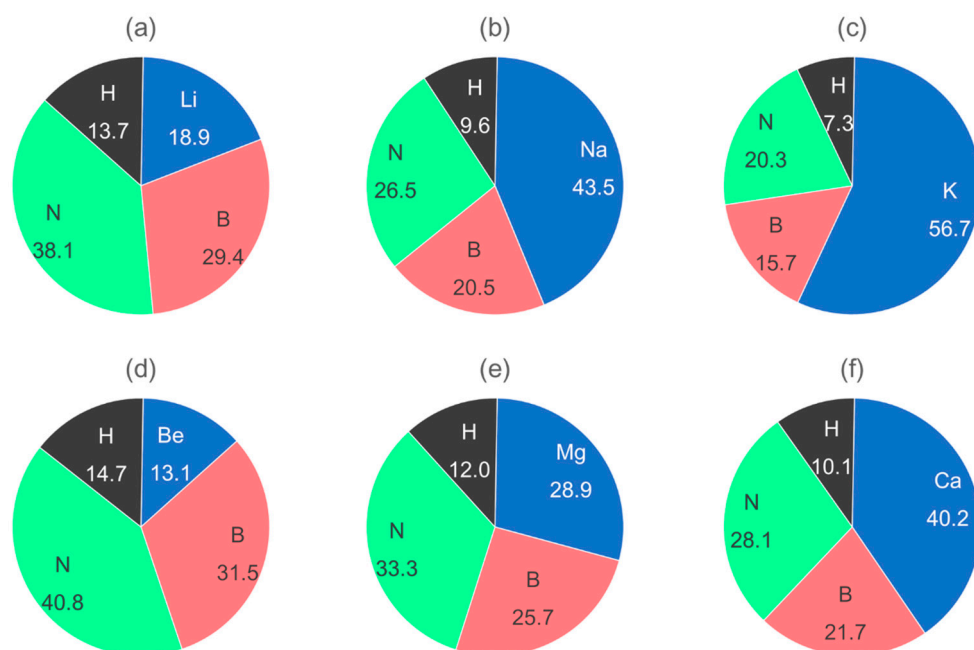 (a)
(b)
(c)
H
13.7
Li
18.9
N
38.1
B
29.4
H
9.6
Na
43.5
N
26.5
B
20.5
H
7.3
N
20.3
B
15.7
K
56.7
(d)
(e)
(f)
H
14.7
Be
13.1
B
31.5
N
40.8
H
12.0
Mg
28.9
N
33.3
B
25.7
H
10.1
Ca
40.2
N
28.1
B
21.7